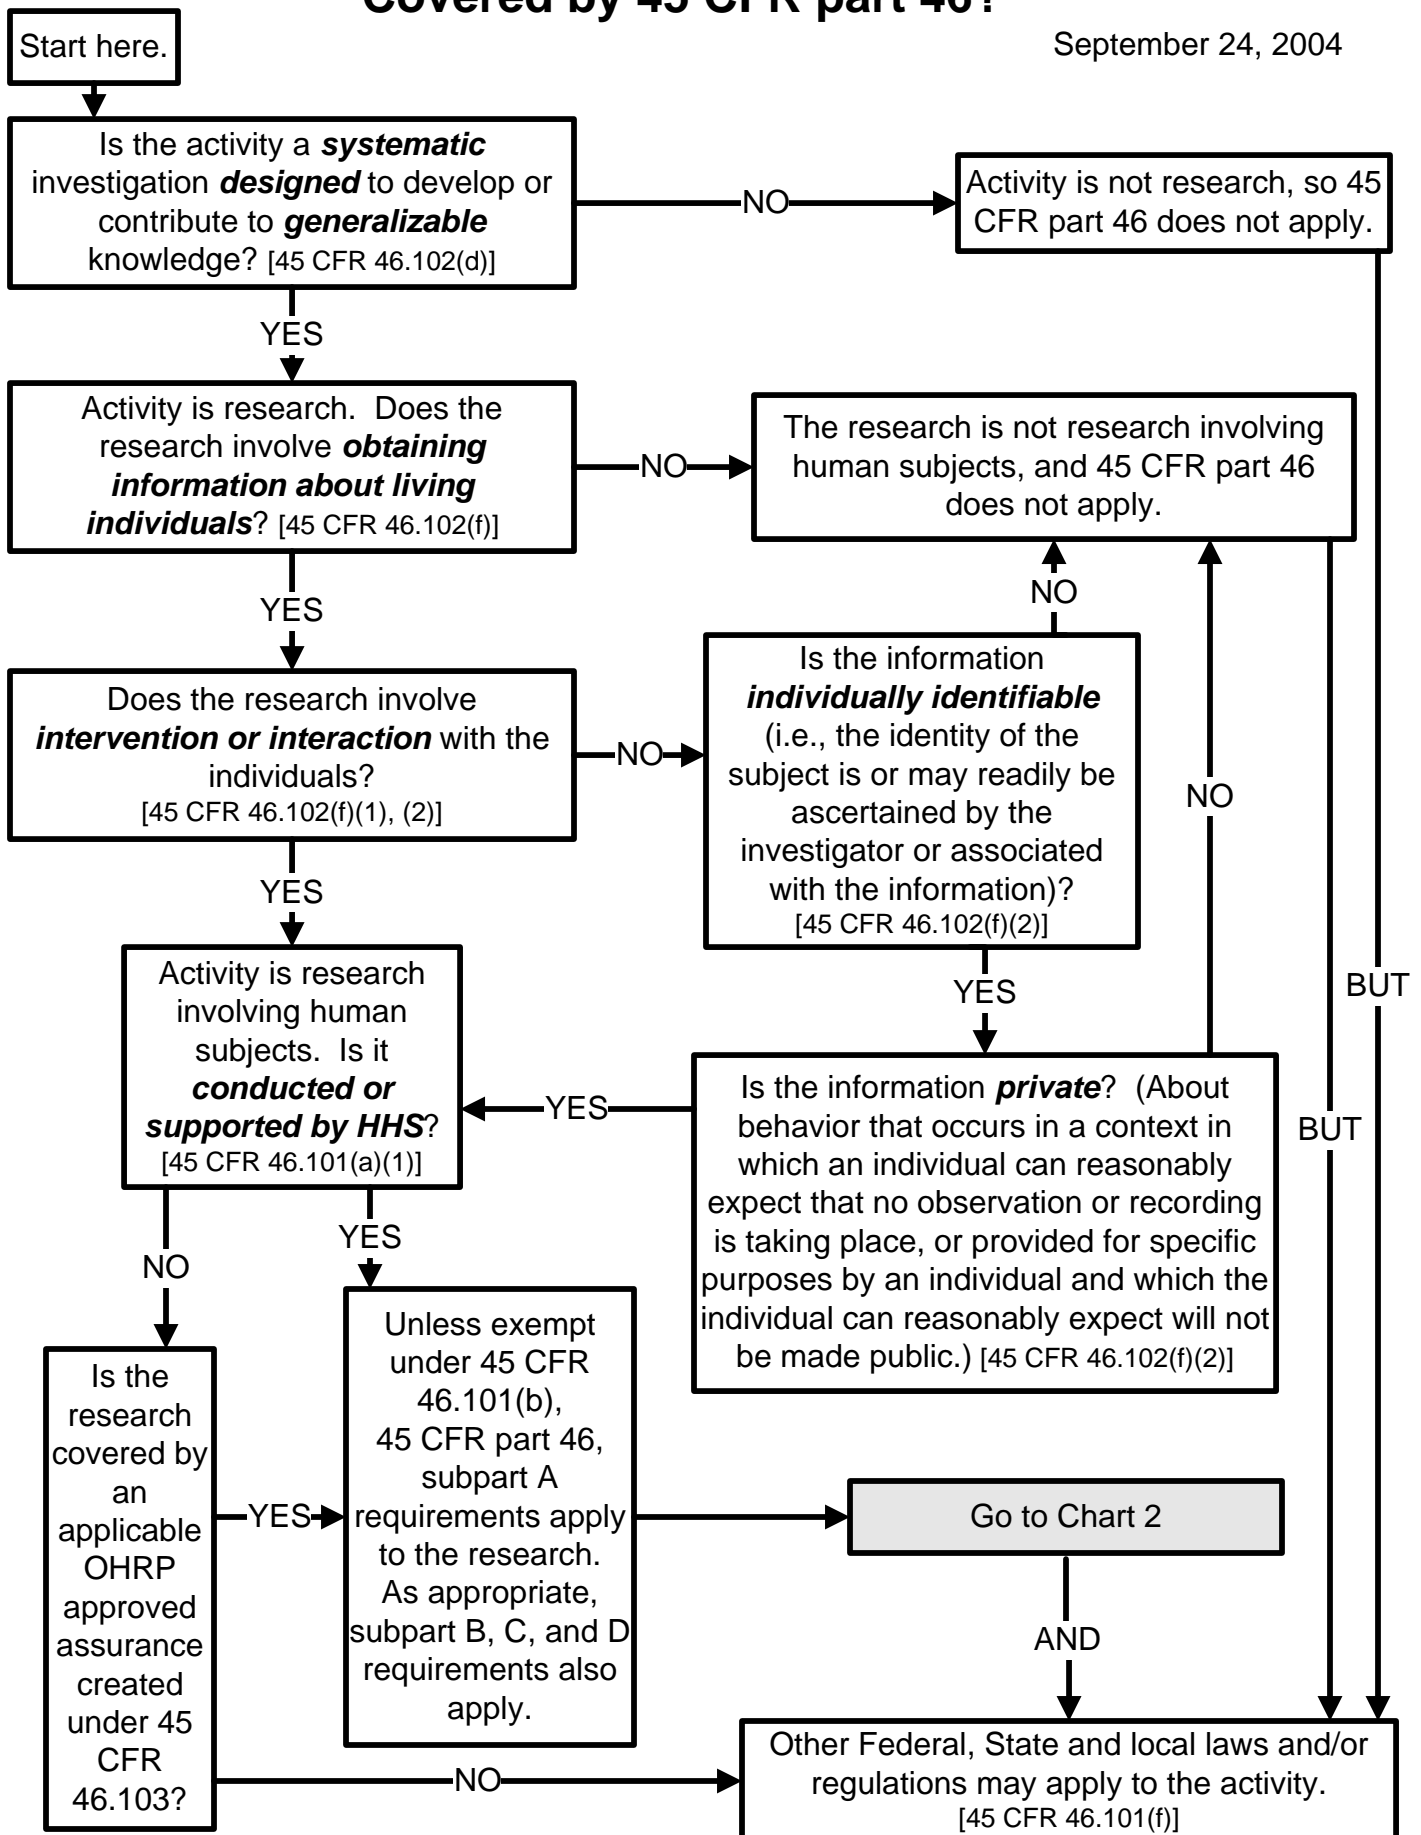 Covered by 45 CFR part 46?
September 24, 2004
Start here.
Is the activity a systematic
investigation designed to develop or
contribute to generalizable
knowledge? [45 CFR 46.102(d)]
NO
Activity is not research, so 45
CFR part 46 does not apply.
YES
Activity is research. Does the
research involve obtaining
information about living
individuals? [45 CFR 46.102(f)]
NO
The research is not research involving
human subjects, and 45 CFR part 46
does not apply.
YES
NO
Does the research involve
intervention or interaction with the
individuals?
[45 CFR 46.102(f)(1), (2)]
NO
Is the information
individually identifiable
(i.e., the identity of the
subject is or may readily be
ascertained by the
investigator or associated
with the information)?
[45 CFR 46.102(f)(2)]
NO
YES
YES
BUT
Activity is research
involving human
subjects. Is it
conducted or
supported by HHS?
[45 CFR 46.101(a)(1)]
YES
Is the information private? (About
behavior that occurs in a context in
which an individual can reasonably
expect that no observation or recording
is taking place, or provided for specific
purposes by an individual and which the
individual can reasonably expect will not
be made public.) [45 CFR 46.102(f)(2)]
BUT
NO
YES
Is the
research
covered by
an
applicable
OHRP
approved
assurance
created
under 45
CFR
46.103?
YES
Unless exempt
under 45 CFR
46.101(b),
45 CFR part 46,
subpart A
requirements apply
to the research.
As appropriate,
subpart B, C, and D
requirements also
apply.
Go to Chart 2
AND
NO
Other Federal, State and local laws and/or
regulations may apply to the activity.
[45 CFR 46.101(f)]